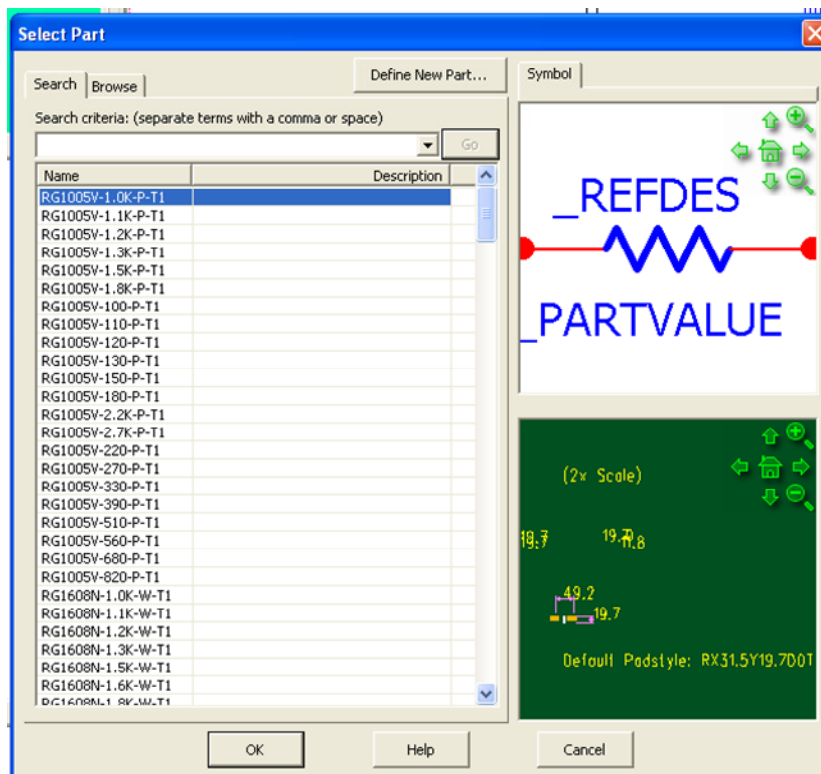 Select Part
Define New Part...
Symbol
Search
Browse
Search criteria: (separate terms with a comma or space)
Go
Name Description
RG1005V-1.0K-P-T1
RG1005V-1.1K-P-T1
RG1005V-1.2K-P-T1
RG1005V-1.3K-P-T1
RG1005V-1.5K-P-T1
RG1005V-1.8K-P-T1
RG1005V-100-P-T1
RG1005V-110-P-T1
RG1005V-120-P-T1
RG1005V-130-P-T1
RG1005V-150-P-T1
RG1005V-180-P-T1
RG1005V-2.2K-P-T1
RG1005V-2.7K-P-T1
RG1005V-220-P-T1
RG1005V-270-P-T1
RG1005V-330-P-T1
RG1005V-390-P-T1
RG1005V-510-P-T1
RG1005V-560-P-T1
RG1005V-680-P-T1
RG1005V-820-P-T1
RG1608N-1.0K-W-T1
RG1608N-1.1K-W-T1
RG1608N-1.2K-W-T1
RG1608N-1.3K-W-T1
RG1608N-1.5K-W-T1
RG1608N-1.6K-W-T1
RG1608N-1.8K-W-T1
_REFDES
_PARTVALUE
(2x Scale)
49.2
19.7
Default Padstyle: RX31.5Y19.7D0T
OK
Help
Cancel